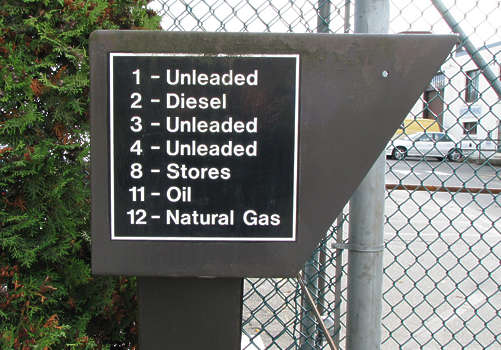 1 - Unleaded
2 - Diesel
3 - Unleaded
4 - Unleaded
8 - Stores
11 - Oil
12 - Natural Gas